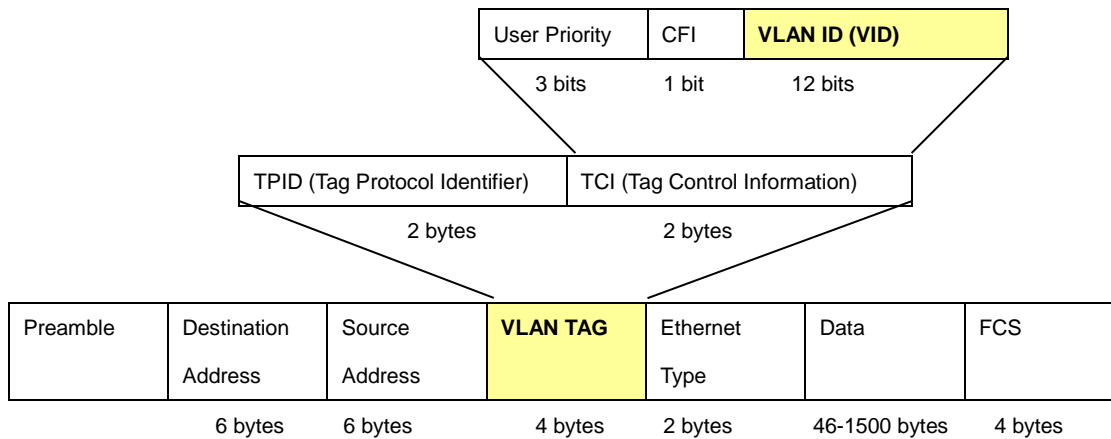 User Priority CFI VLAN ID (VID)
3 bits 1 bit 12 bits
TPID (Tag Protocol Identifier) TCI (Tag Control Information)
2 bytes 2 bytes
Preamble Destination Address Source Address VLAN TAG Ethernet Type Data FCS
6 bytes 6 bytes 4 bytes 2 bytes 46-1500 bytes 4 bytes